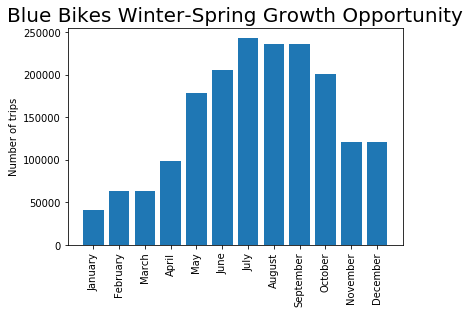 Blue Bikes Winter-Spring Growth Opportunity
250000
200000
150000
100000
50000
0
Number of trips
January
February
March
April
May
June
July
August
September
October
November
December